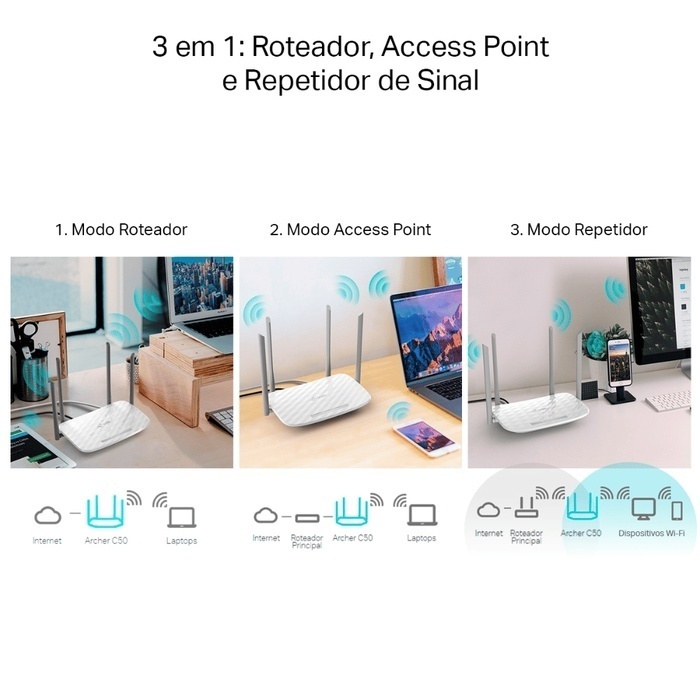 3 em 1: Roteador, Access Point
e Repetidor de Sinal
1. Modo Roteador
2. Modo Access Point
3. Modo Repetidor
Internet
Archer C50
Laptops
Internet
Roteador
Principal
Archer C50
Laptops
Internet
Roteador
Principal
Archer C50
Dispositivos Wi-Fi